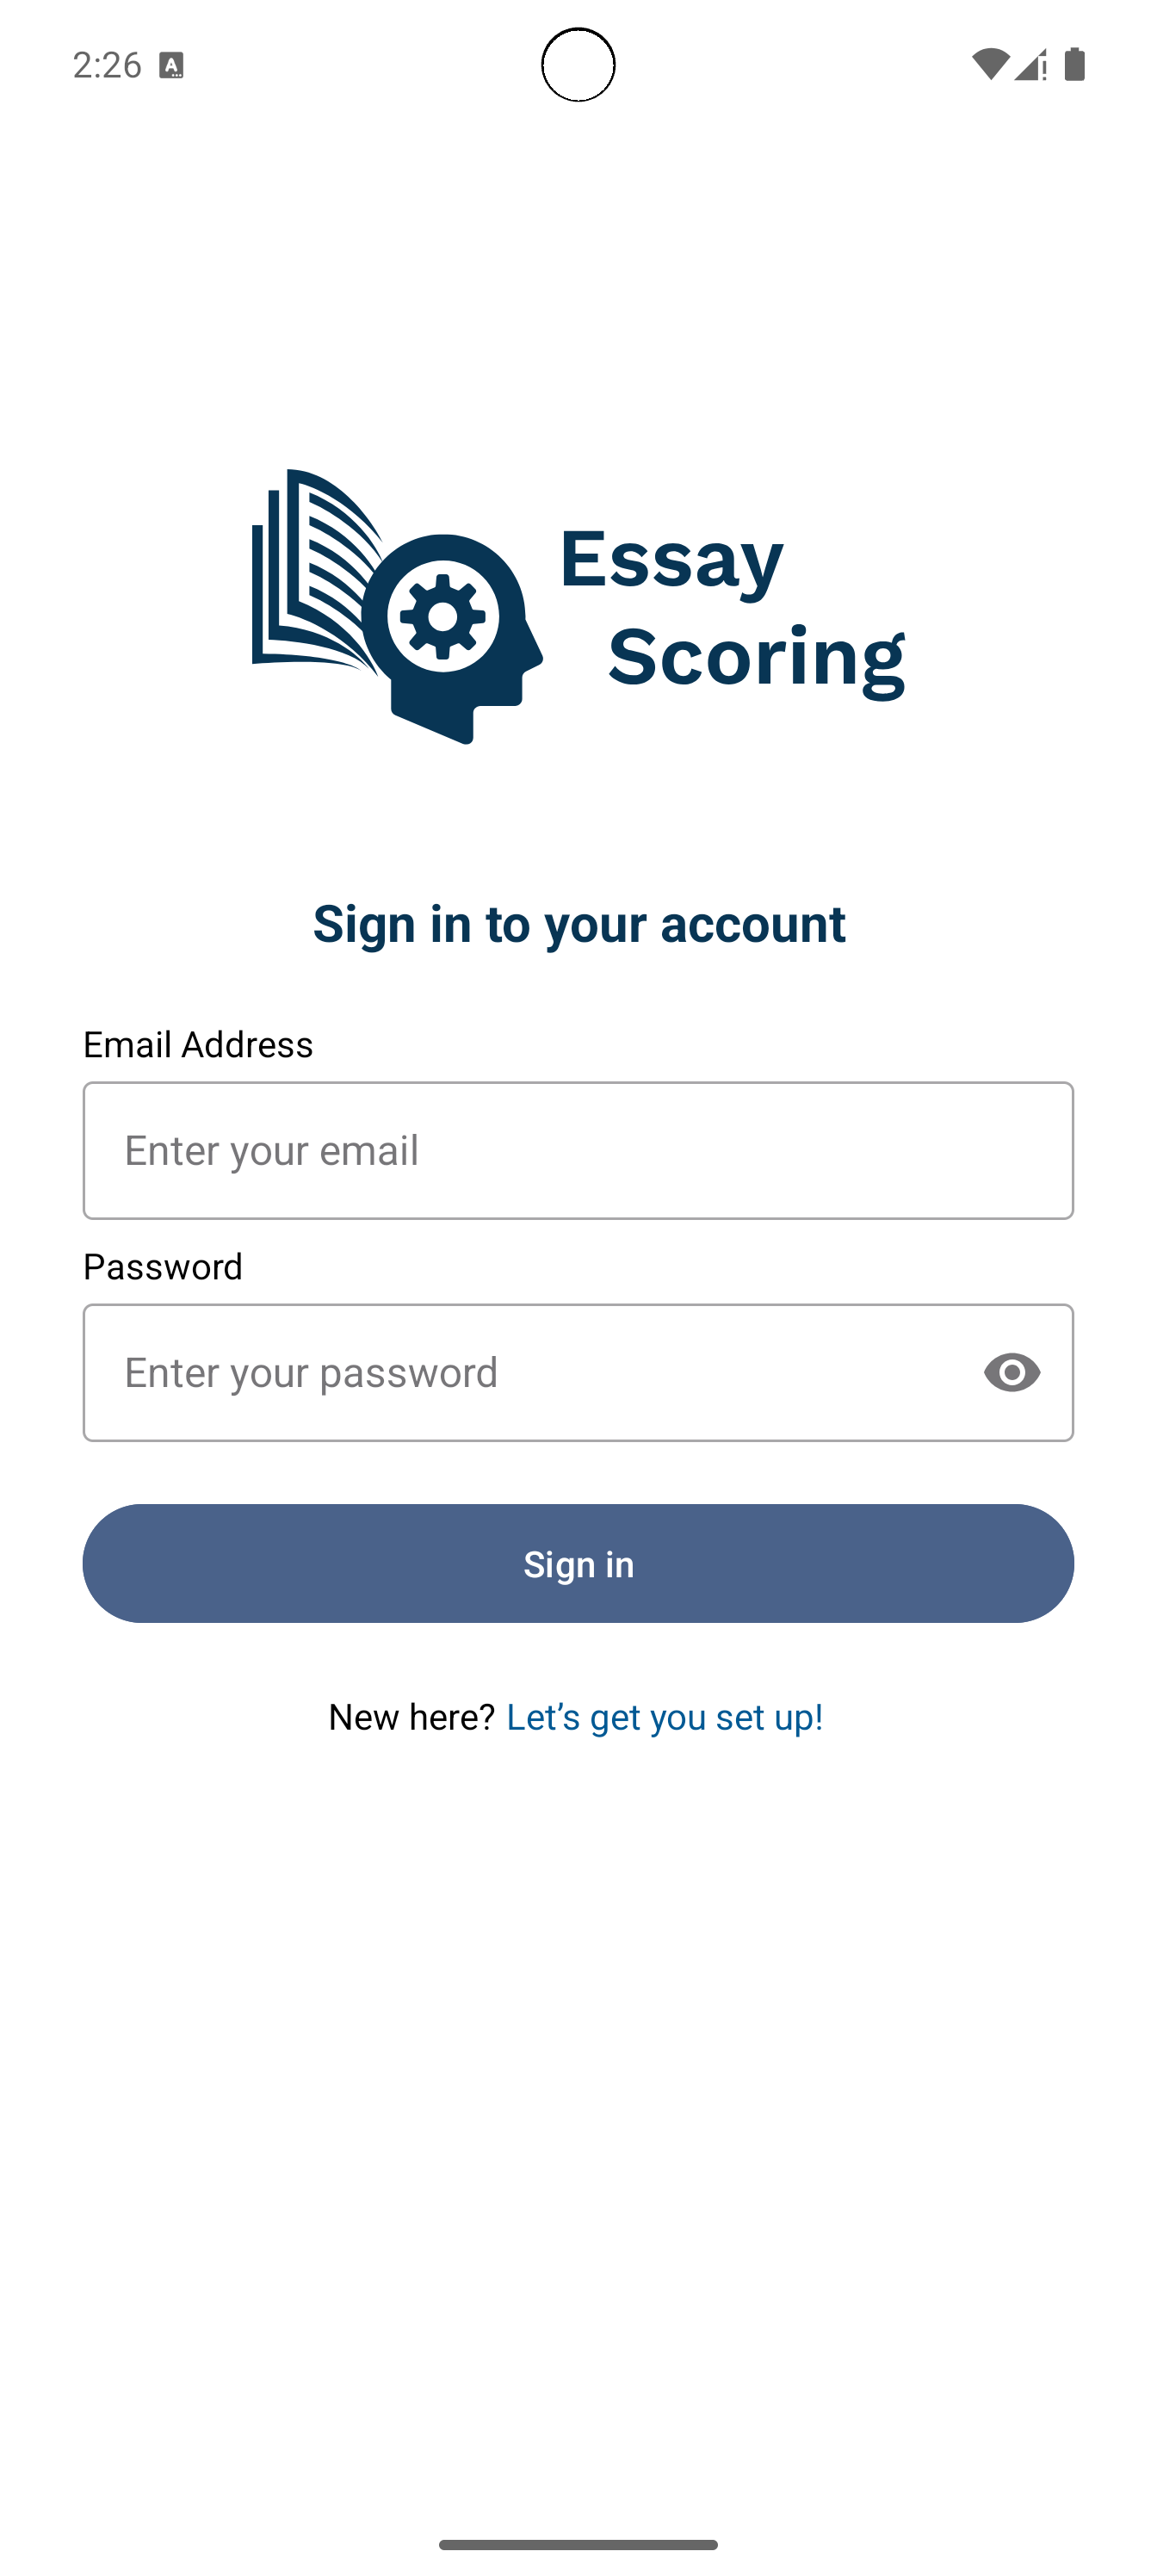 2:26
Essay
Scoring
Sign in to your account
Email Address
Enter your email
Password
Enter your password
Sign in
New here? Let’s get you set up!